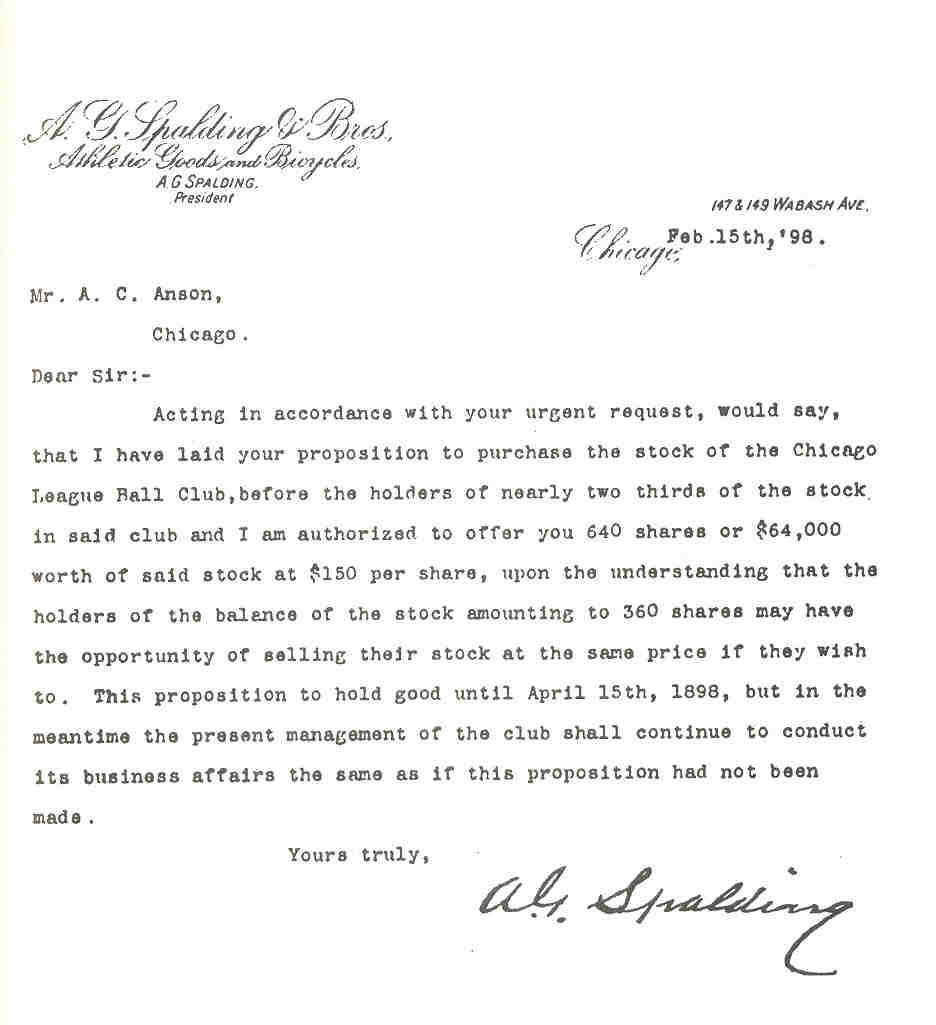 A. G. Spalding & Bros.
Athletic Goods and Bicycles.
A G SPALDING.
President
147 & 149 WABASH AVE.
Chicago, Feb.15th,'98.
Mr. A. C. Anson,
Chicago.
Dear Sir:-
Acting in accordance with your urgent request, would say,
that I have laid your proposition to purchase the stock of the Chicago
League Ball Club,before the holders of nearly two thirds of the stock
in said club and I am authorized to offer you 640 shares or $64,000
worth of said stock at $150 per share, upon the understanding that the
holders of the balance of the stock amounting to 360 shares may have
the opportunity of selling their stock at the same price if they wish
to. This proposition to hold good until April 15th, 1898, but in the
meantime the present management of the club shall continue to conduct
its business affairs the same as if this proposition had not been
made.
Yours truly,
A.G. Spalding